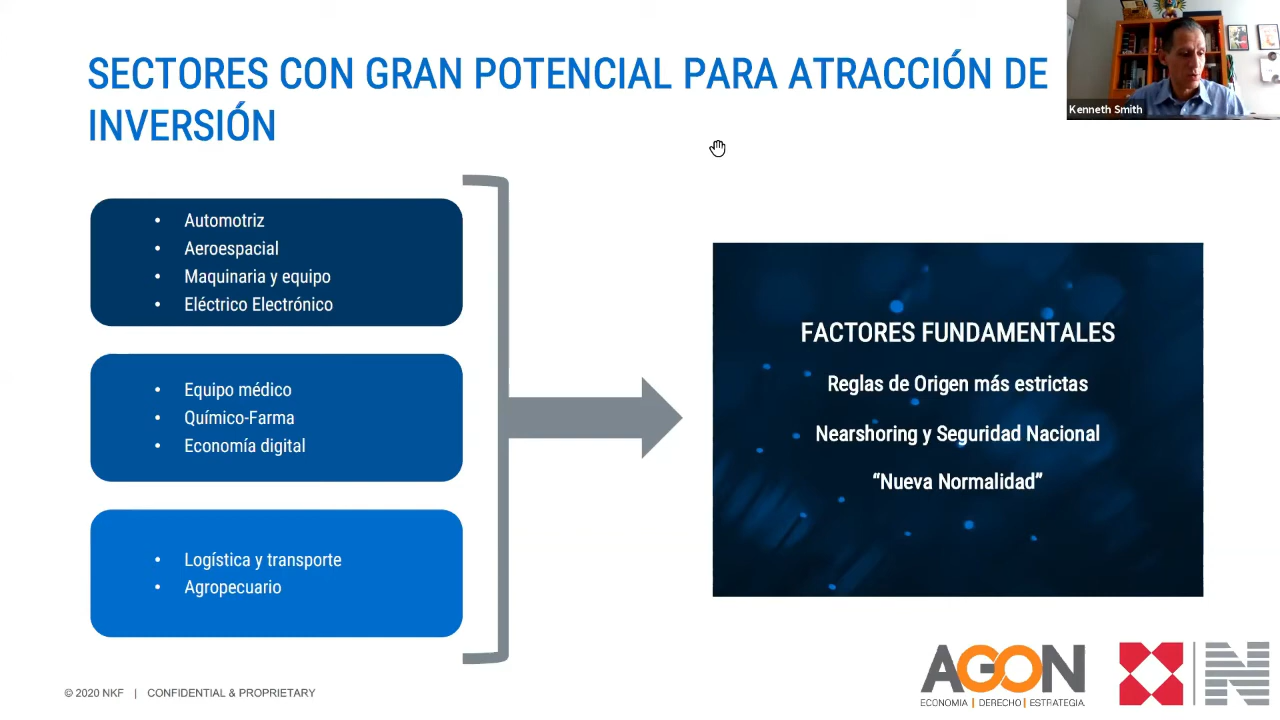 SECTORES CON GRAN POTENCIAL PARA ATRACCIÓN DE
INVERSIÓN
Kenneth Smith
• Automotriz
• Aeroespacial
• Maquinaria y equipo
• Eléctrico Electrónico
• Equipo médico
• Químico-Farma
• Economía digital
• Logística y transporte
• Agropecuario
FACTORES FUNDAMENTALES
Reglas de Origen más estrictas
Nearshoring y Seguridad Nacional
“Nueva Normalidad”
© 2020 NKF | CONFIDENTIAL & PROPRIETARY
AGON
ECONOMIA | DERECHO | ESTRATEGIA
N